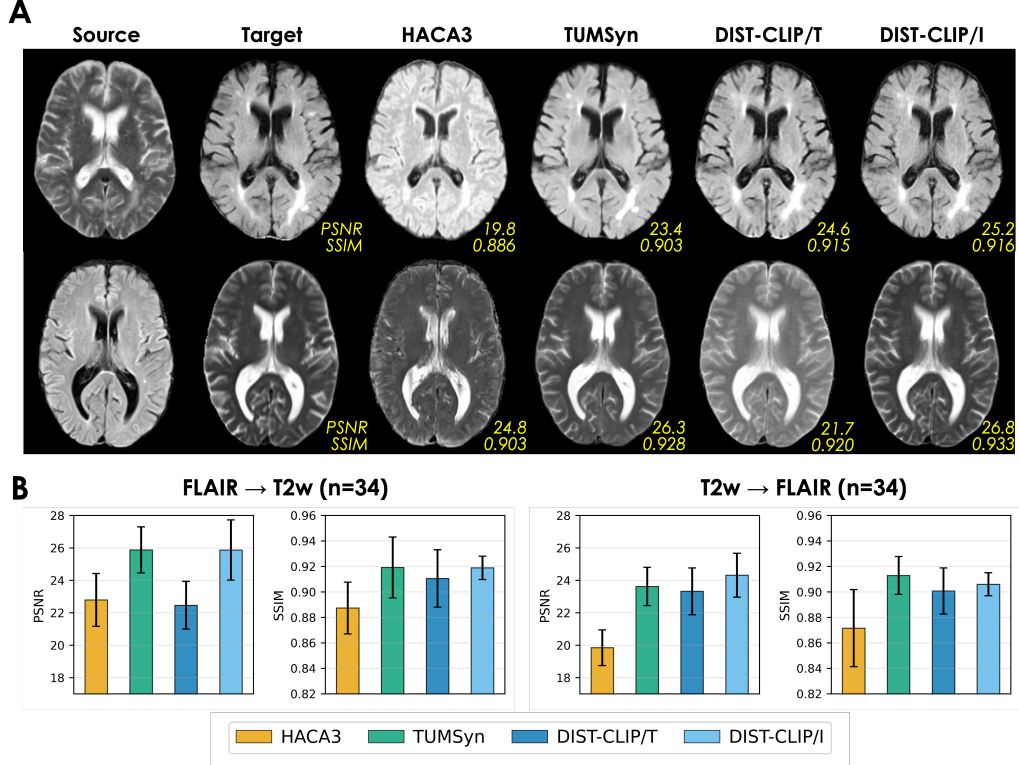 A
Source Target HACA3 TUMSyn DIST-CLIP/T DIST-CLIP/I
PSNR 19.8 23.4 24.6 25.2
SSIM 0.886 0.903 0.915 0.916
PSNR 24.8 26.3 21.7 26.8
SSIM 0.903 0.928 0.920 0.933
B
FLAIR → T2w (n=34)
PSNR
28
26
24
22
20
18
SSIM
0.96
0.94
0.92
0.90
0.88
0.86
0.84
0.82
T2w → FLAIR (n=34)
PSNR
28
26
24
22
20
18
SSIM
0.96
0.94
0.92
0.90
0.88
0.86
0.84
0.82
HACA3 TUMSyn DIST-CLIP/T DIST-CLIP/I